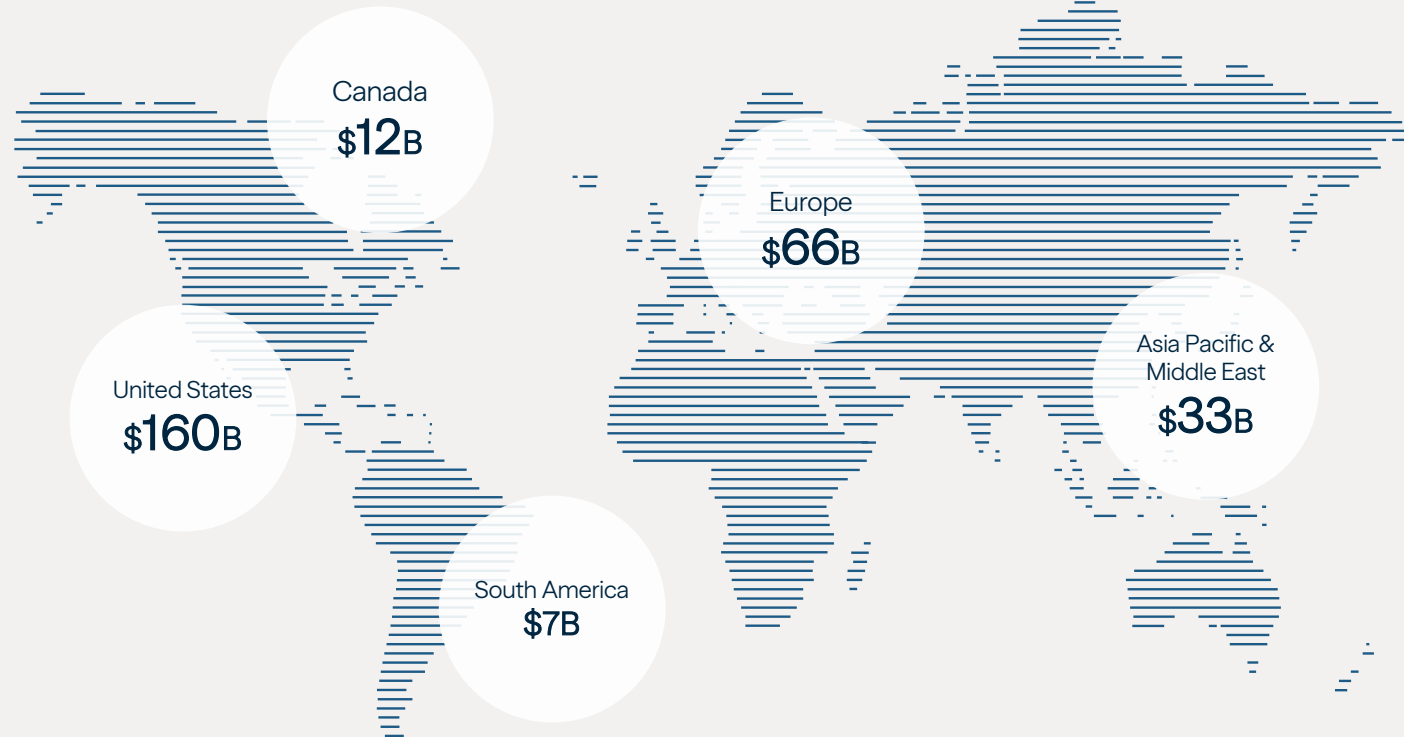 Canada
$12B
Europe
$66B
Asia Pacific &
Middle East
$33B
United States
$160B
South America
$7B